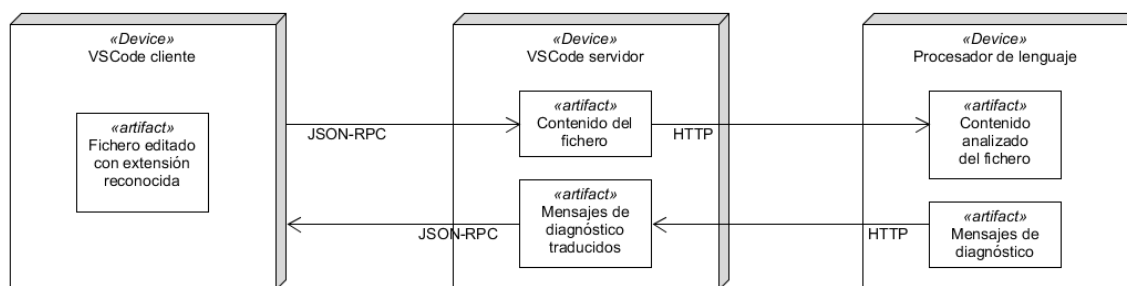 «Device»
VSCode cliente
«artifact»
Fichero editado
con extensión
reconocida
JSON-RPC
JSON-RPC
«Device»
VSCode servidor
«artifact»
Contenido del
fichero
«artifact»
Mensajes de
diagnóstico
traducidos
HTTP
HTTP
«Device»
Procesador de lenguaje
«artifact»
Contenido
analizado
del fichero
«artifact»
Mensajes de
diagnóstico